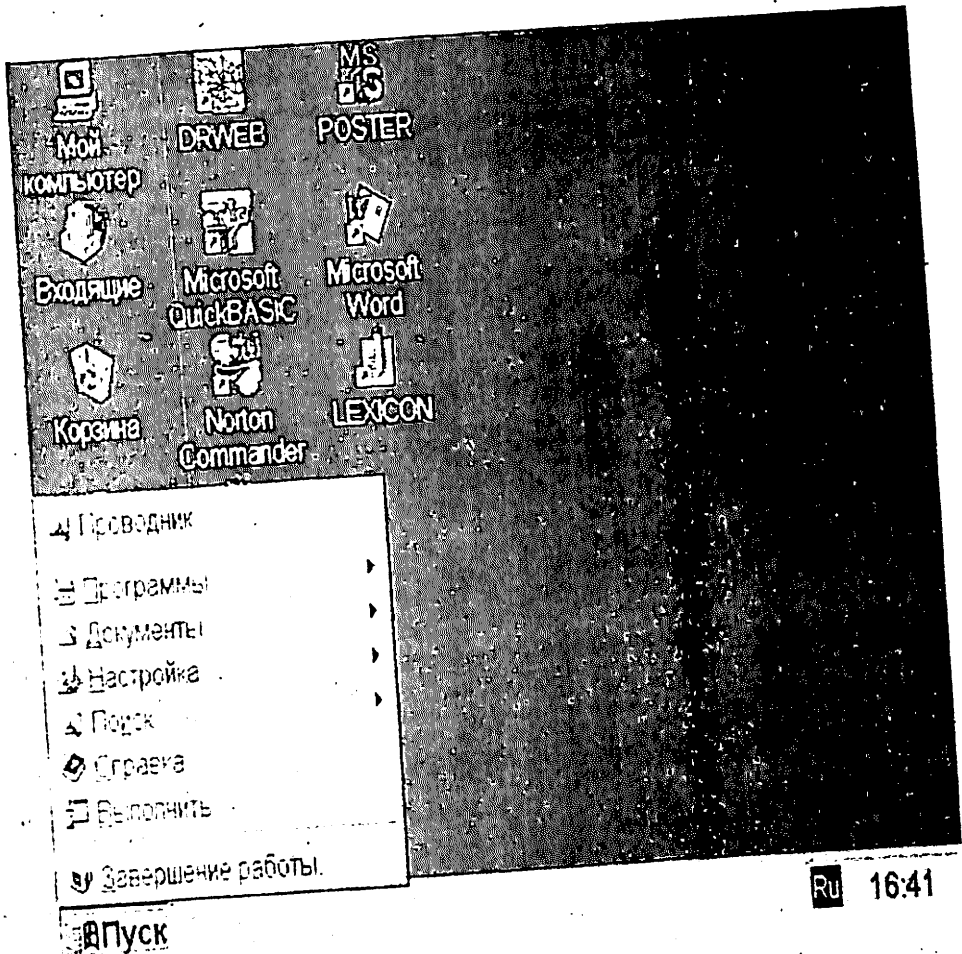 MS
Мой
компьютер
DRWEB
POSTER
Входящие
Microsoft
QuickBASIC
Microsoft
Word
Корзина
Norton
Commander
LEXICON
Проводник
Программы
Документы
Настройка
Поиск
Справка
Выполнить
Завершение работы.
Ru 16:41
Пуск